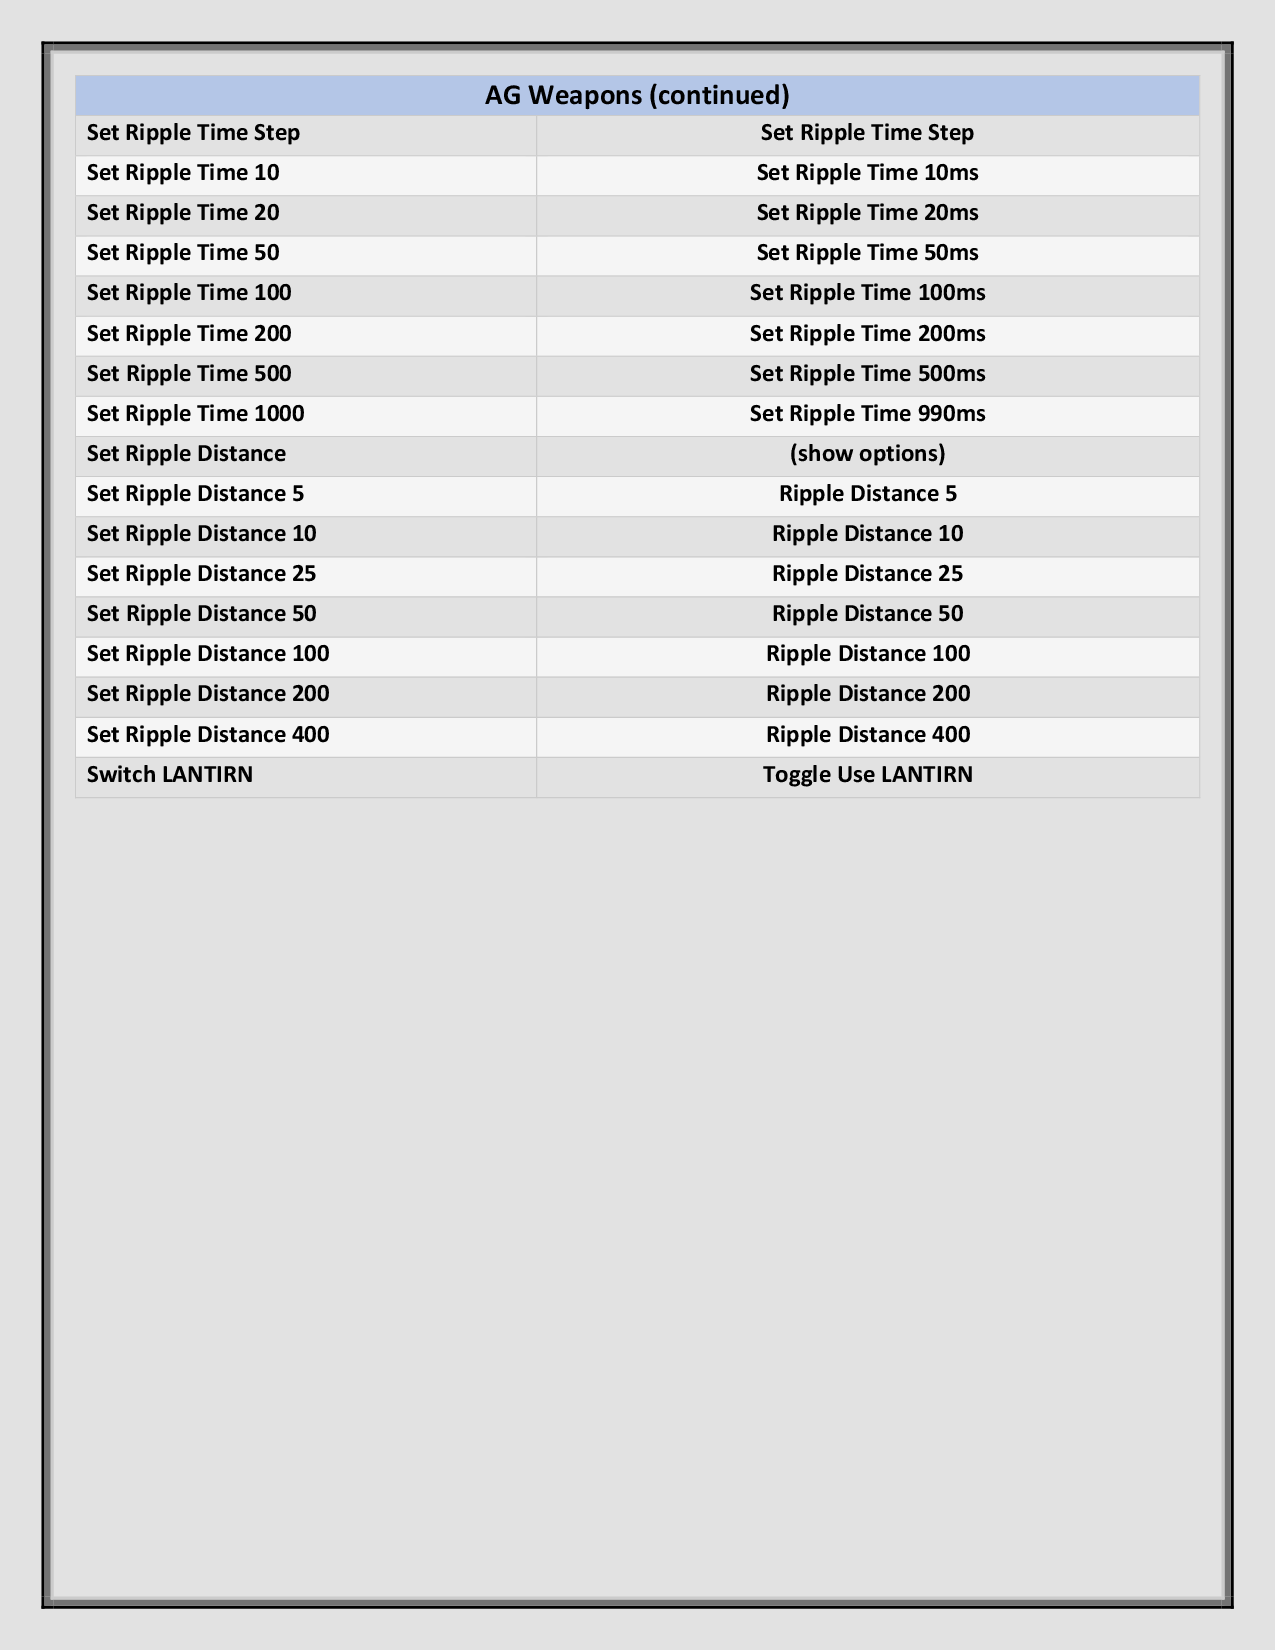 AG Weapons (continued)
Set Ripple Time Step Set Ripple Time Step
Set Ripple Time 10 Set Ripple Time 10ms
Set Ripple Time 20 Set Ripple Time 20ms
Set Ripple Time 50 Set Ripple Time 50ms
Set Ripple Time 100 Set Ripple Time 100ms
Set Ripple Time 200 Set Ripple Time 200ms
Set Ripple Time 500 Set Ripple Time 500ms
Set Ripple Time 1000 Set Ripple Time 990ms
Set Ripple Distance (show options)
Set Ripple Distance 5 Ripple Distance 5
Set Ripple Distance 10 Ripple Distance 10
Set Ripple Distance 25 Ripple Distance 25
Set Ripple Distance 50 Ripple Distance 50
Set Ripple Distance 100 Ripple Distance 100
Set Ripple Distance 200 Ripple Distance 200
Set Ripple Distance 400 Ripple Distance 400
Switch LANTIRN Toggle Use LANTIRN